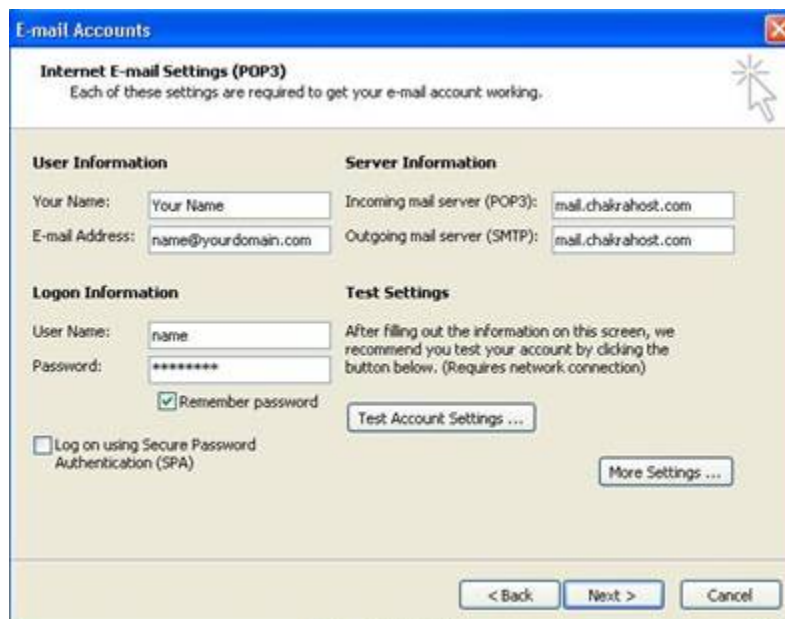 E-mail Accounts
Internet E-mail Settings (POP3)
Each of these settings are required to get your e-mail account working.
User Information
Your Name: Your Name
E-mail Address: name@yourdomain.com
Server Information
Incoming mail server (POP3): mail.chakrahost.com
Outgoing mail server (SMTP): mail.chakrahost.com
Logon Information
User Name: name
Password: ********
Remember password
Log on using Secure Password
Authentication (SPA)
Test Settings
After filling out the information on this screen, we
recommend you test your account by clicking the
button below. (Requires network connection)
Test Account Settings ...
More Settings ...
< Back
Next >
Cancel